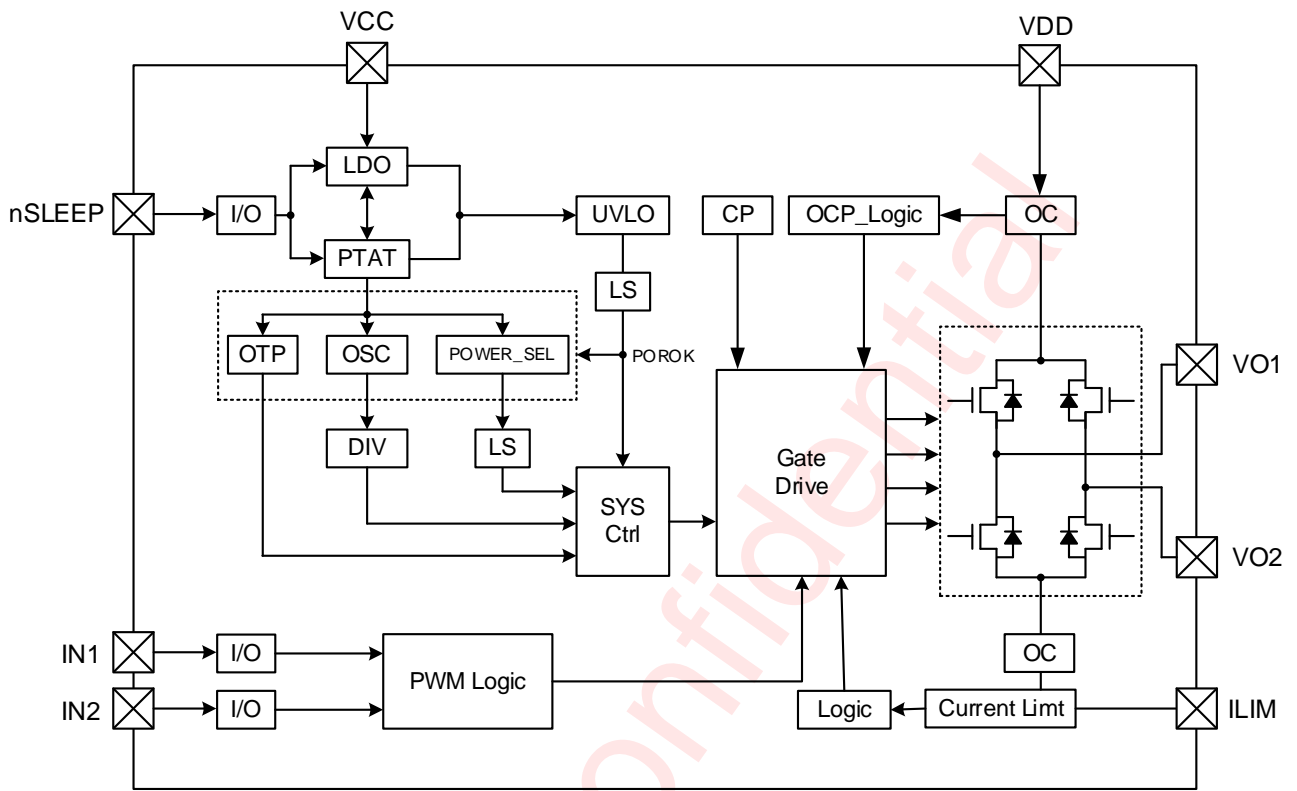 VCC
VDD
LDO
nSLEEP
I/O
UVLO
CP
OCP_Logic
OC
PTAT
LS
OTP
OSC
POWER_SEL
POROK
VO1
DIV
LS
Gate
Drive
SYS
Ctrl
VO2
IN1
I/O
PWM Logic
OC
IN2
I/O
Logic
Current Limt
ILIM
onfidential